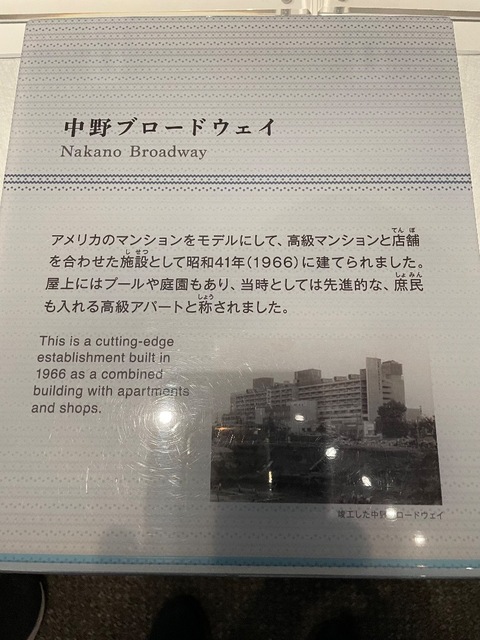 中野ブロードウェイ
Nakano Broadway
アメリカのマンションをモデルにして、高級マンションと店舗
を合わせた施設として昭和41年(1966)に建てられました。
屋上にはプールや庭園もあり、当時としては先進的な、庶民
も入れる高級アパートと称されました。
This is a cutting-edge
establishment built in
1966 as a combined
building with apartments
and shops.
竣工した中野ブロードウェイ